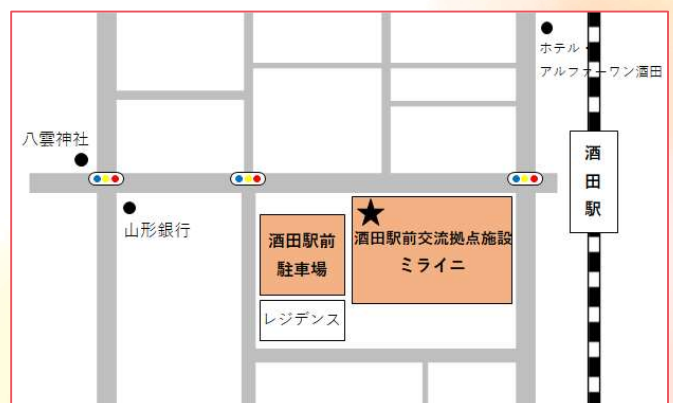 ホテル・
アルファーワン酒田
八雲神社
酒田駅
山形銀行
酒田駅前
駐車場
酒田駅前交流拠点施設
ミライニ
レジデンス